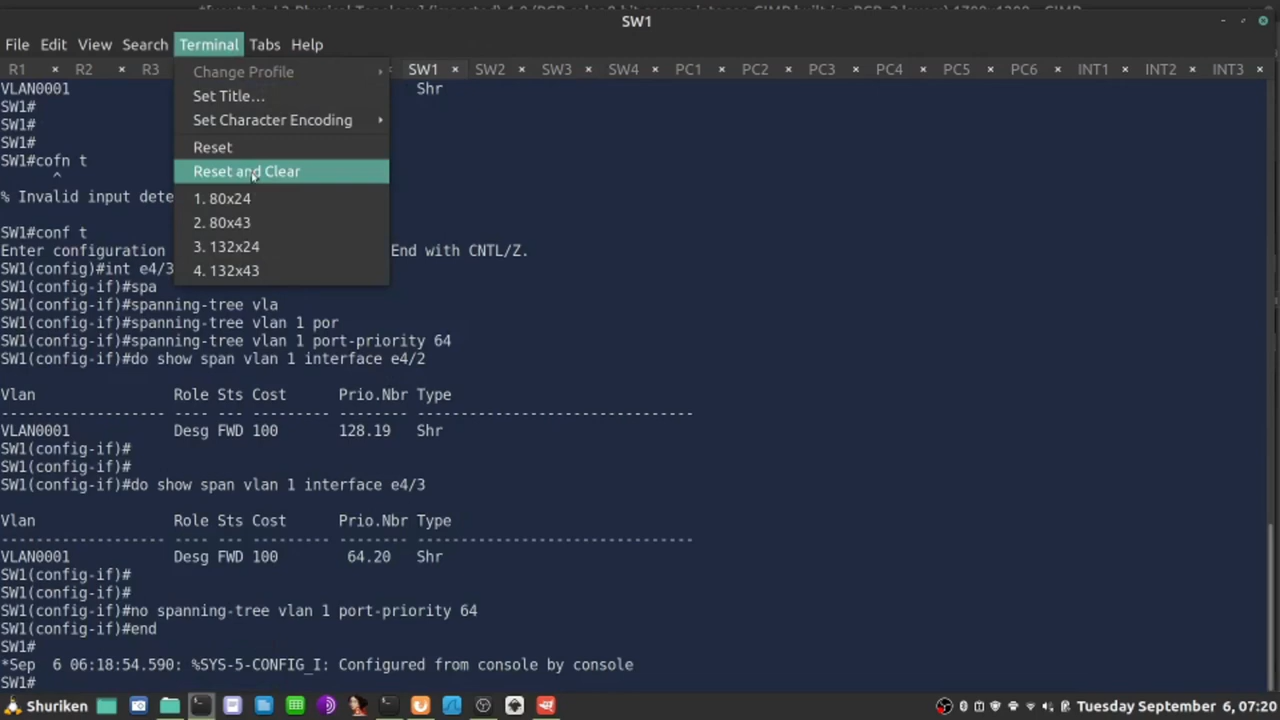 SW1
File Edit View Search Terminal Tabs Help
R1 × R2 × R3 SW1 × SW2 × SW3 × SW4 × PC1 × PC2 × PC3 × PC4 × PC5 × PC6 × INT1 × INT2 × INT3 ×
Change Profile
Set Title...
Set Character Encoding
Reset
Reset and Clear
1. 80x24
2. 80x43
3. 132x24
4. 132x43
VLAN0001 Shr
SW1#
SW1#
SW1#
SW1#cofn t
^
% Invalid input
SW1#conf t
Enter configuration End with CNTL/Z.
SW1(config)#int e4/3
SW1(config-if)#spa
SW1(config-if)#spanning-tree vla
SW1(config-if)#spanning-tree vlan 1 por
SW1(config-if)#spanning-tree vlan 1 port-priority 64
SW1(config-if)#do show span vlan 1 interface e4/2
Vlan Role Sts Cost Prio.Nbr Type
------------------- ---- --- --------- -------- --------------------------------
VLAN0001 Desg FWD 100 128.19 Shr
SW1(config-if)#
SW1(config-if)#
SW1(config-if)#do show span vlan 1 interface e4/3
Vlan Role Sts Cost Prio.Nbr Type
------------------- ---- --- --------- -------- --------------------------------
VLAN0001 Desg FWD 100 64.20 Shr
SW1(config-if)#
SW1(config-if)#
SW1(config-if)#no spanning-tree vlan 1 port-priority 64
SW1(config-if)#end
SW1#
*Sep 6 06:18:54.590: %SYS-5-CONFIG_I: Configured from console by console
SW1#
Shuriken Tuesday September 6, 07:20